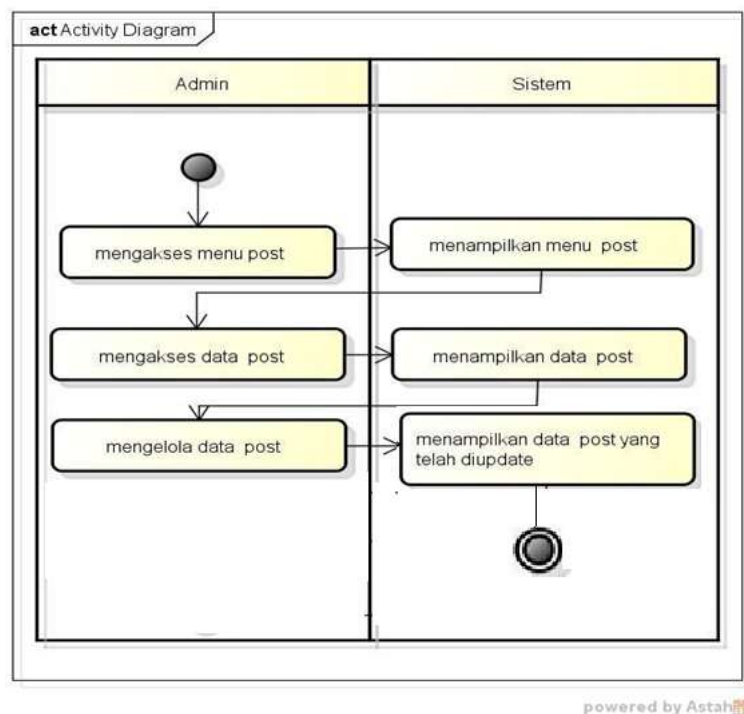 act Activity Diagram
Admin
Sistem
mengakses menu post
menampilkan menu post
mengakses data post
menampilkan data post
mengelola data post
menampilkan data post yang
telah diupdate
powered by Astah